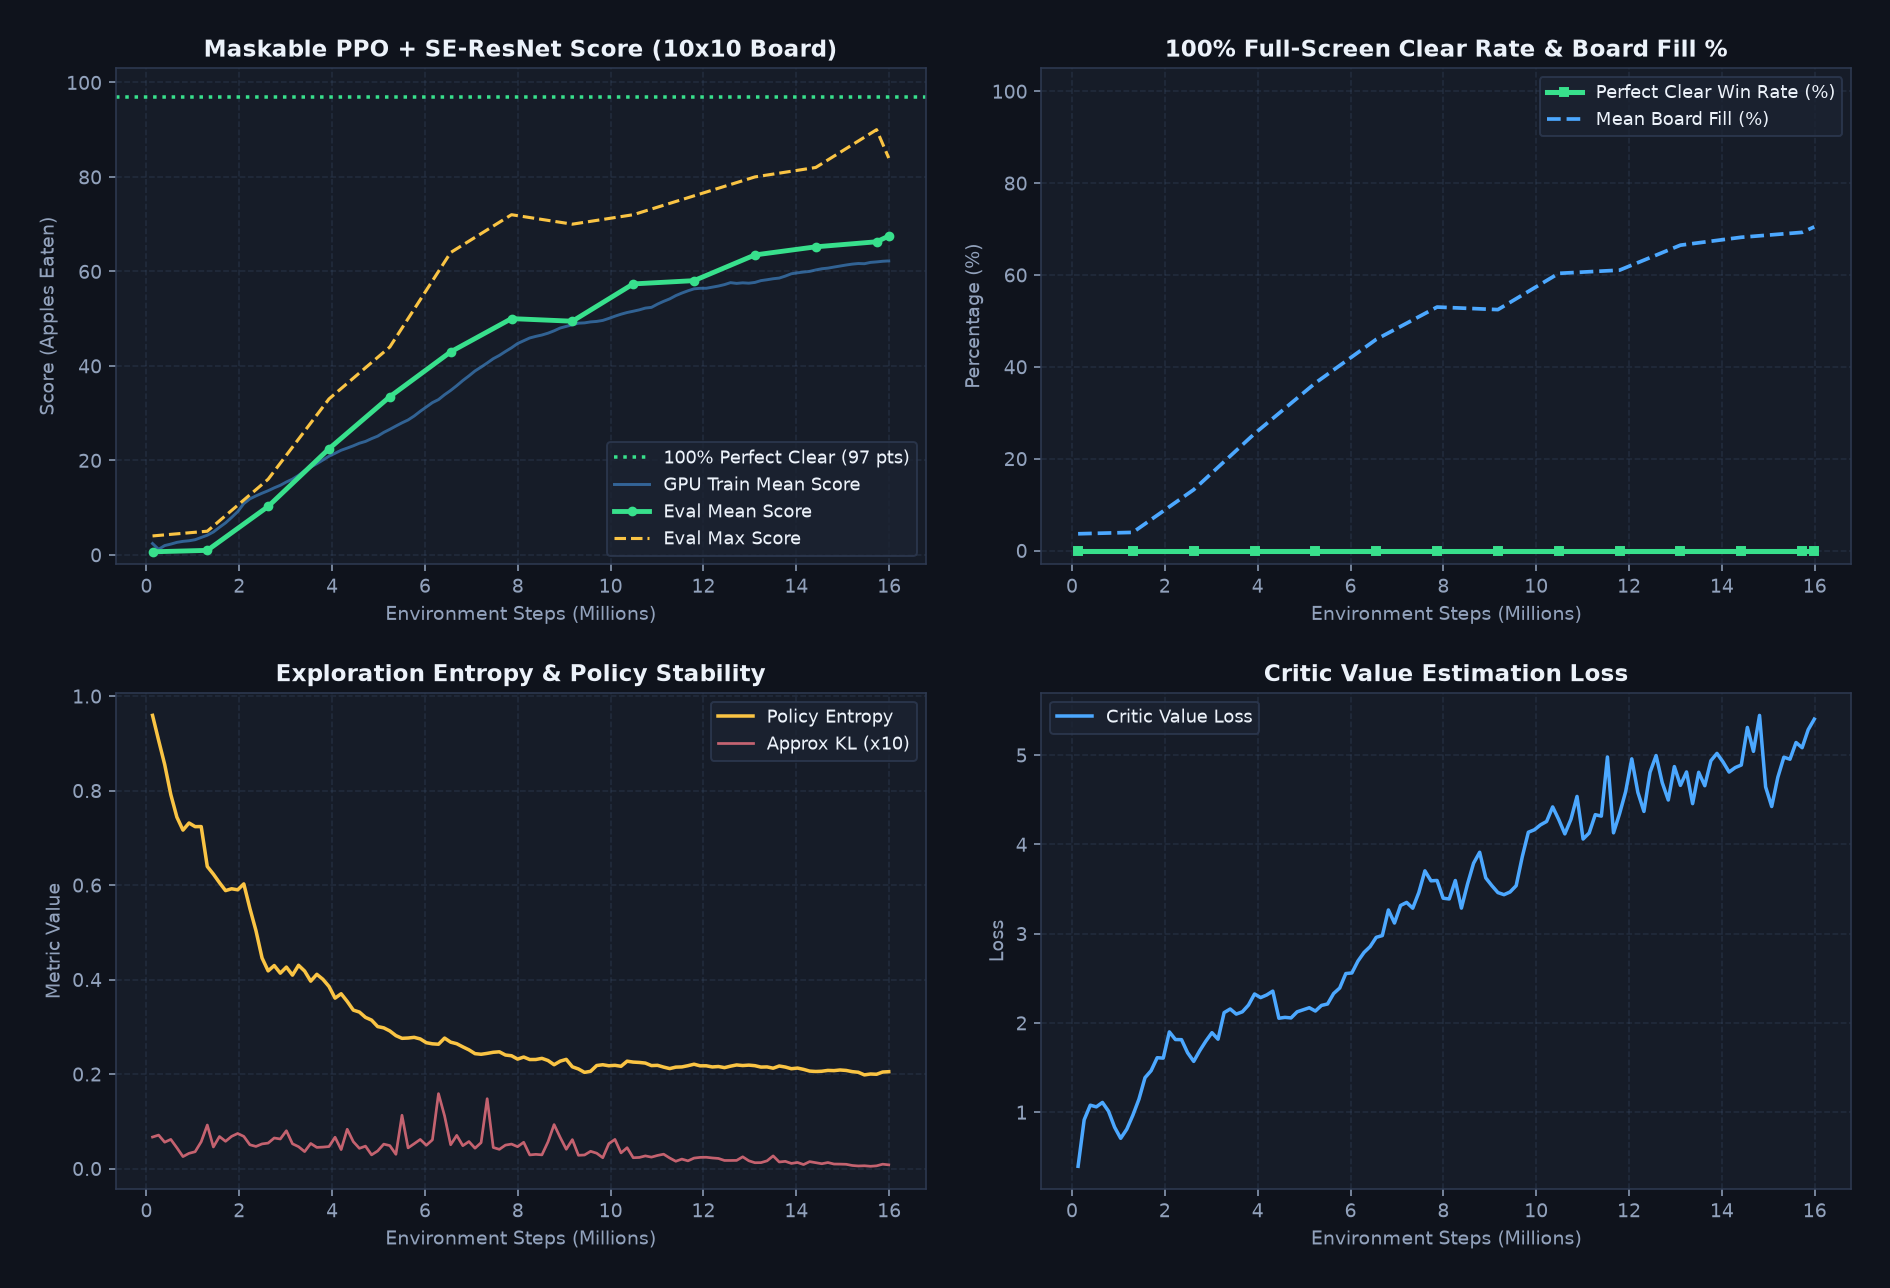 Maskable PPO + SE-ResNet Score (10x10 Board)
100
80
60
40
20
0
Score (Apples Eaten)
100% Perfect Clear (97 pts)
GPU Train Mean Score
Eval Mean Score
Eval Max Score
0 2 4 6 8 10 12 14 16
Environment Steps (Millions)
100% Full-Screen Clear Rate & Board Fill %
100
80
60
40
20
0
Percentage (%)
Perfect Clear Win Rate (%)
Mean Board Fill (%)
0 2 4 6 8 10 12 14 16
Environment Steps (Millions)
Exploration Entropy & Policy Stability
1.0
0.8
0.6
0.4
0.2
0.0
Metric Value
Policy Entropy
Approx KL (x10)
0 2 4 6 8 10 12 14 16
Environment Steps (Millions)
Critic Value Estimation Loss
5
4
3
2
1
Loss
Critic Value Loss
0 2 4 6 8 10 12 14 16
Environment Steps (Millions)